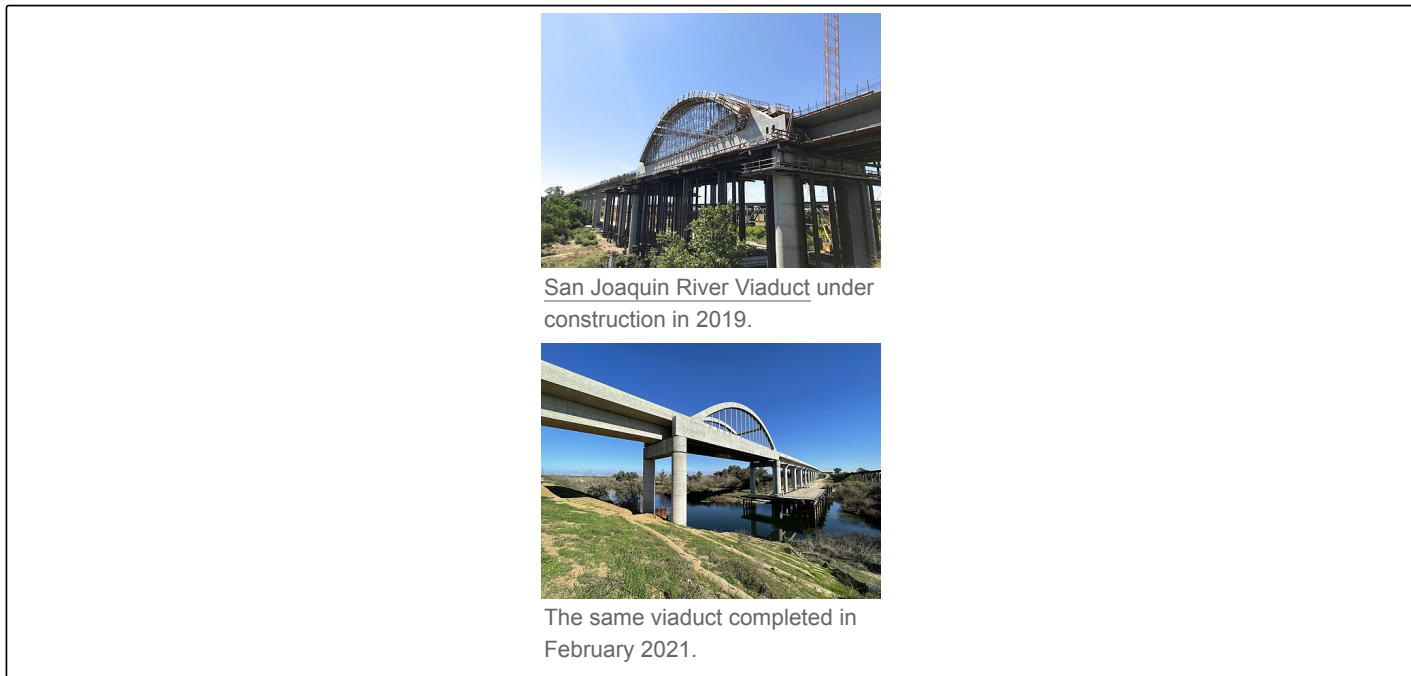 San Joaquin River Viaduct under
construction in 2019.
The same viaduct completed in
February 2021.